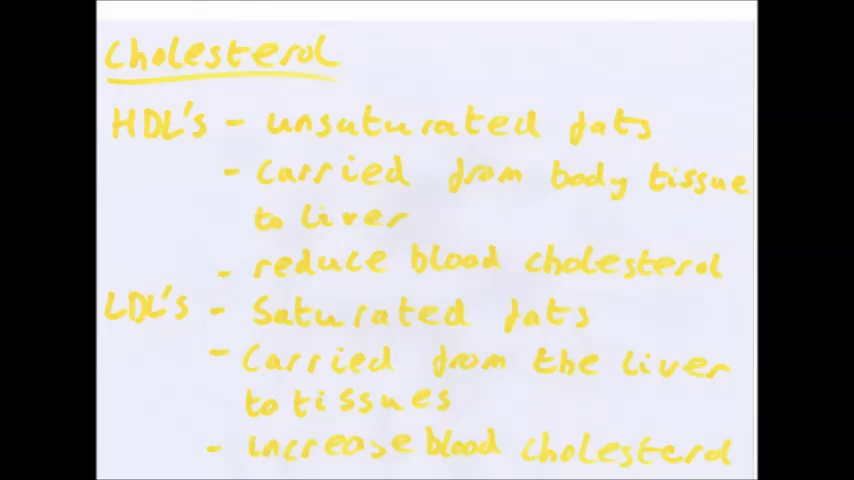 Cholesterol
HDL's - unsaturated fats
- Carried from body tissue
to liver
- reduce blood cholesterol
LDL's - Saturated fats
- Carried from the liver
to tissues
- increase blood cholesterol